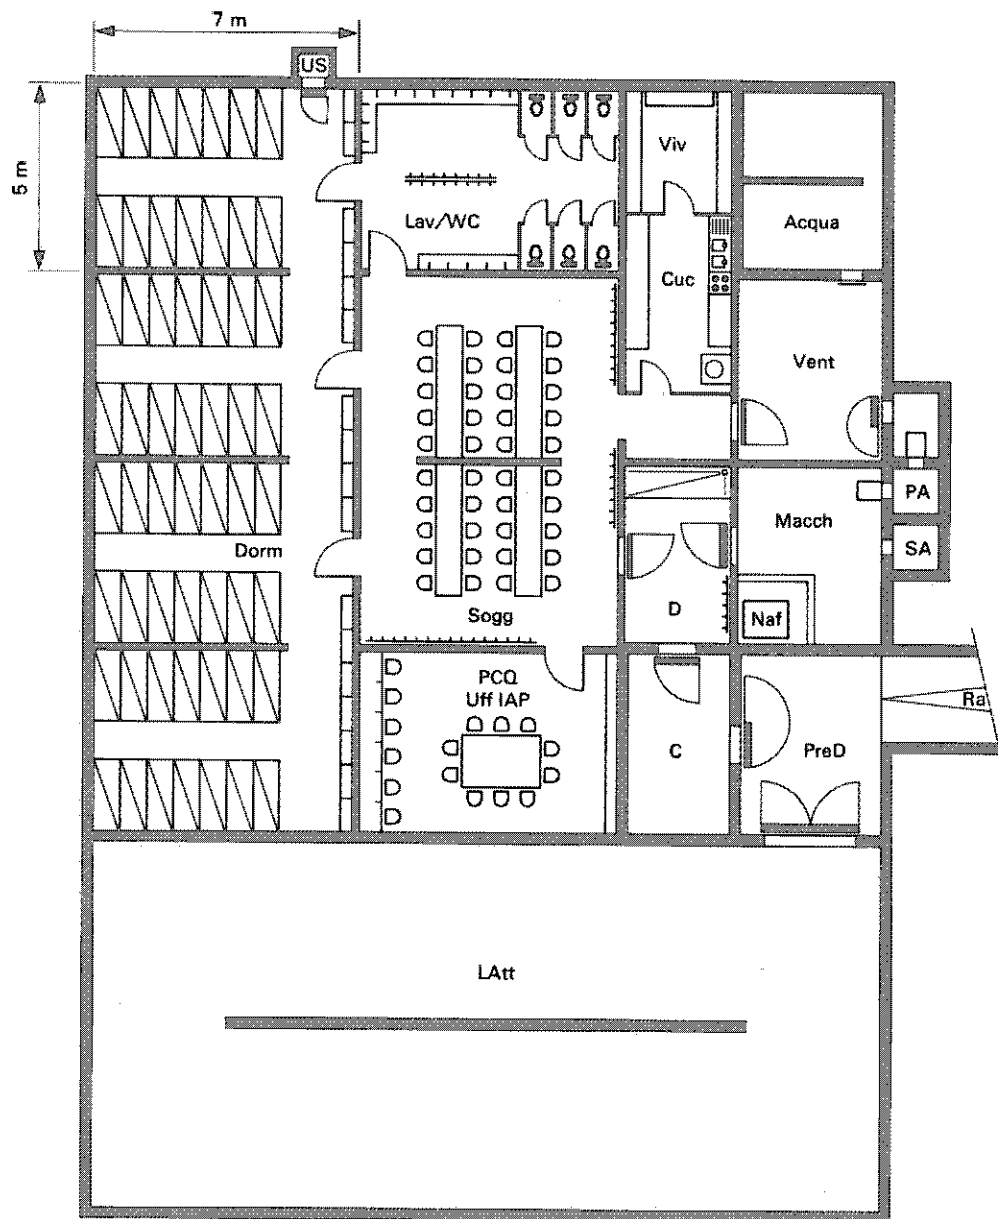 7 m
US
5 m
Viv
Lav/WC
Acqua
Cuc
Vent
PA
Macch
Dorm
SA
D
Naf
Sogg
PCQ
Uff IAP
Ra
C
PreD
LAtt